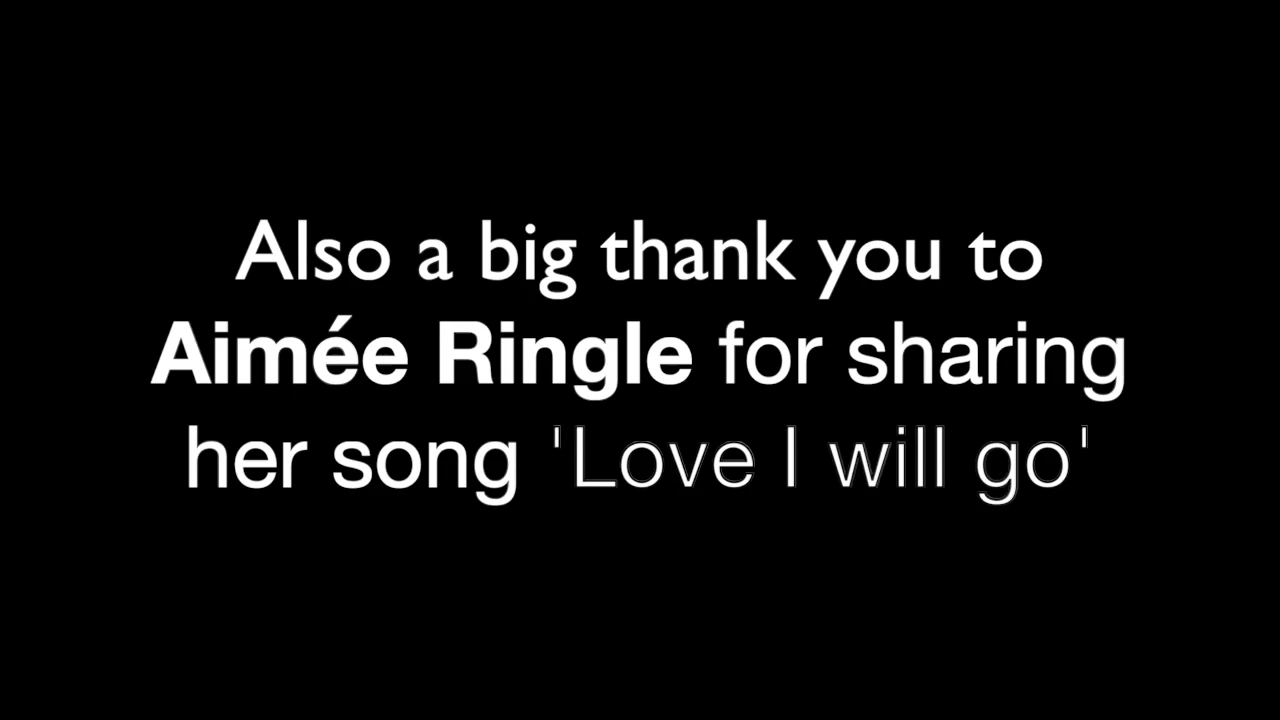 Also a big thank you to
Aimée Ringle for sharing
her song 'Love I will go'